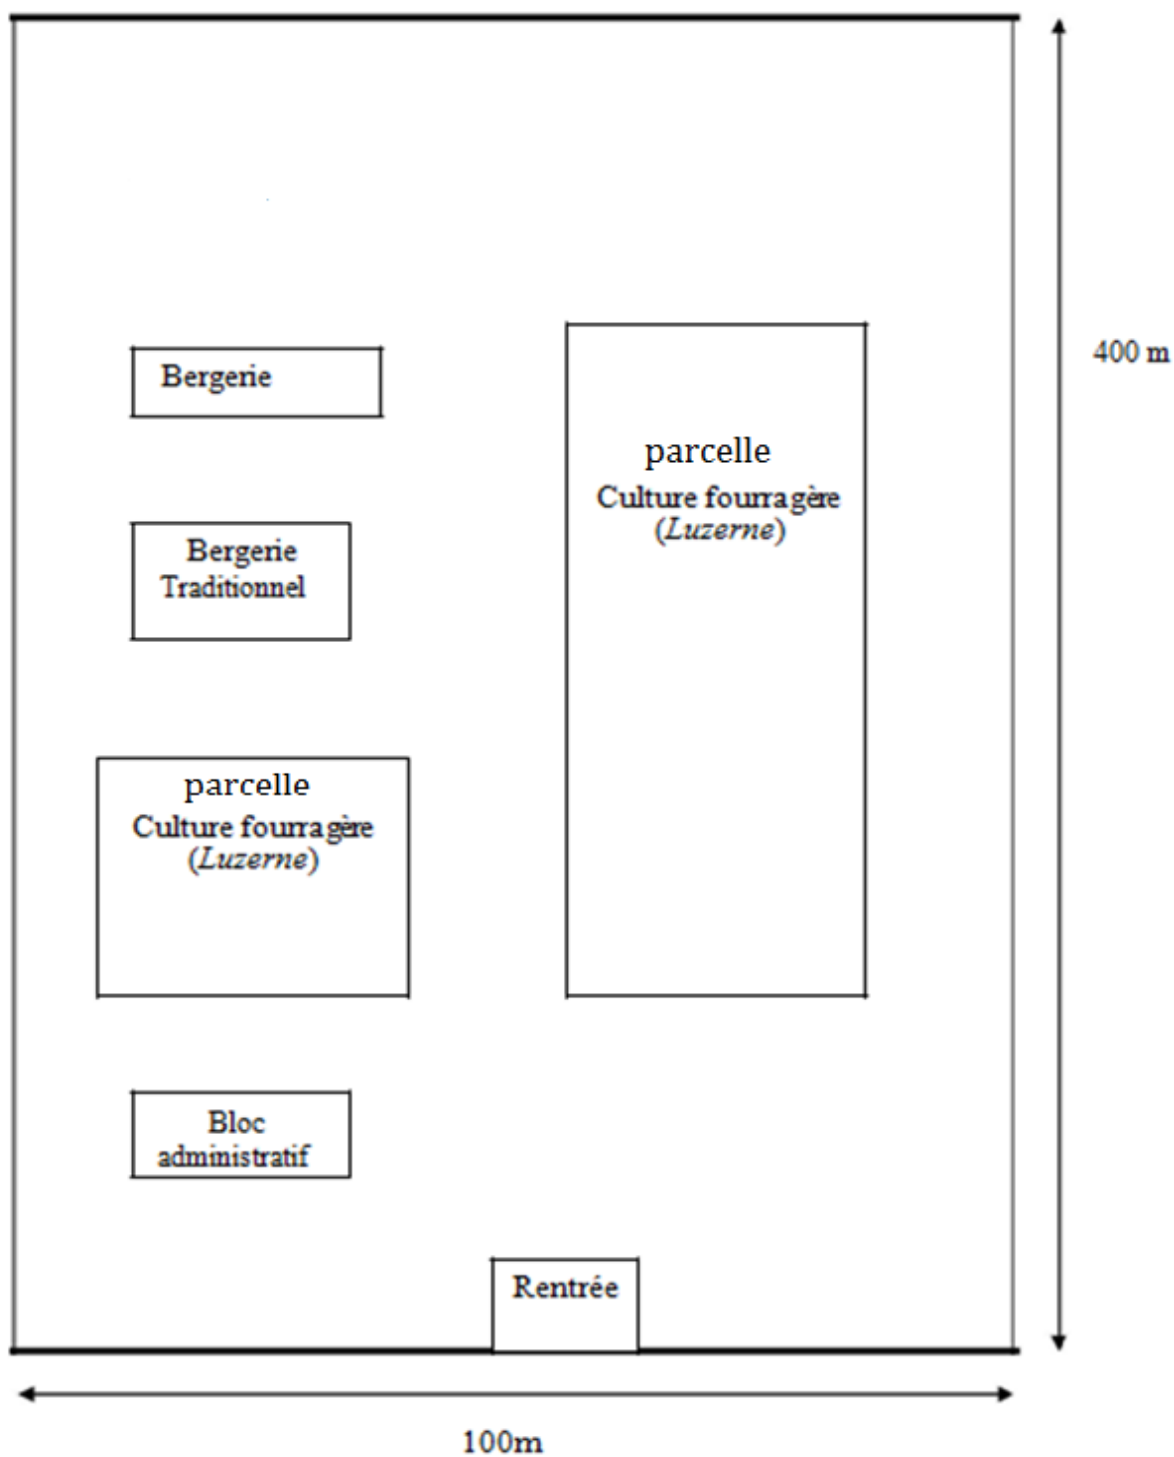 400 m
Bergerie
parcelle
Culture fourragère
(Luzerne)
Bergerie
Traditionnel
parcelle
Culture fourragère
(Luzerne)
Bloc
administratif
Rentrée
100m